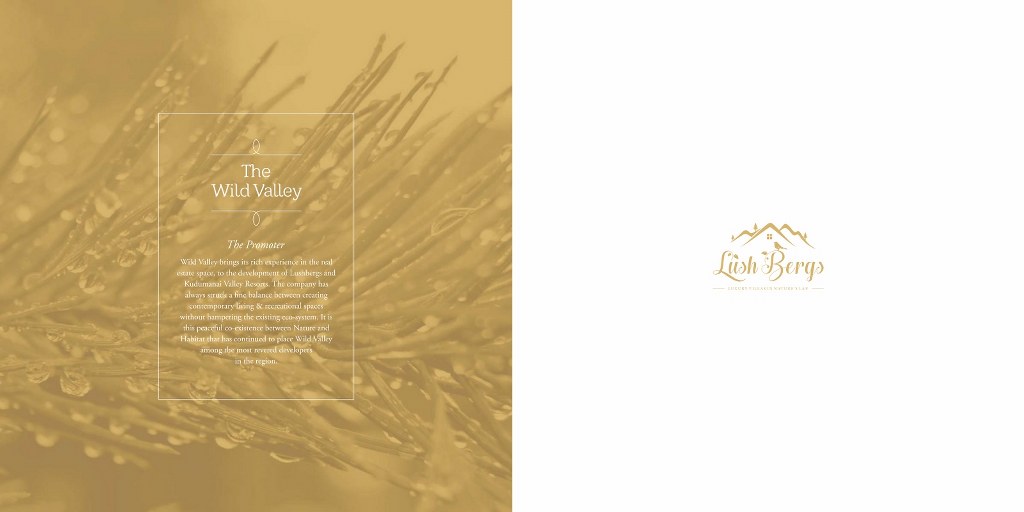 The
Wild Valley
The Promoter
Wild Valley brings its rich experience in the real
estate space, to the development of Lushbergs and
Kudumanai Valley Resorts. The company has
always struck a fine balance between creating
contemporary living & recreational spaces
without hampering the existing eco-system. It is
this peaceful co-existence between Nature and
Habitat that has continued to place Wild Valley
among the most revered developers
in the region.
Lush Bergs